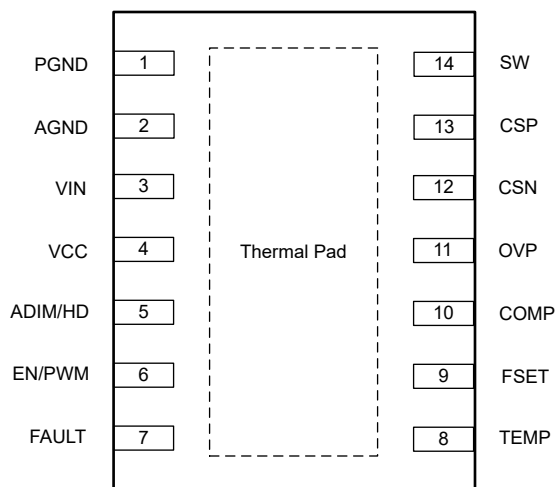 PGND 1 14 SW
AGND 2 13 CSP
VIN 3 12 CSN
VCC 4 Thermal Pad 11 OVP
ADIM/HD 5 10 COMP
EN/PWM 6 9 FSET
FAULT 7 8 TEMP